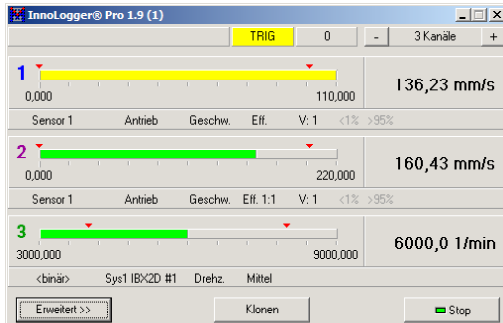 InnoLogger® Pro 1.9 (1)
TRIG 0 - 3 Kanäle +
1
0,000 110,000
136,23 mm/s
Sensor 1 Antrieb Geschw. Eff. V: 1 <1% >95%
2
0,000 220,000
160,43 mm/s
Sensor 1 Antrieb Geschw. Eff. 1:1 V: 1 <1% >95%
3
3000,000 9000,000
6000,0 1/min
<binär> Sys1 IBX2D #1 Drehz. Mittel
Erweitert >> Klonen Stop